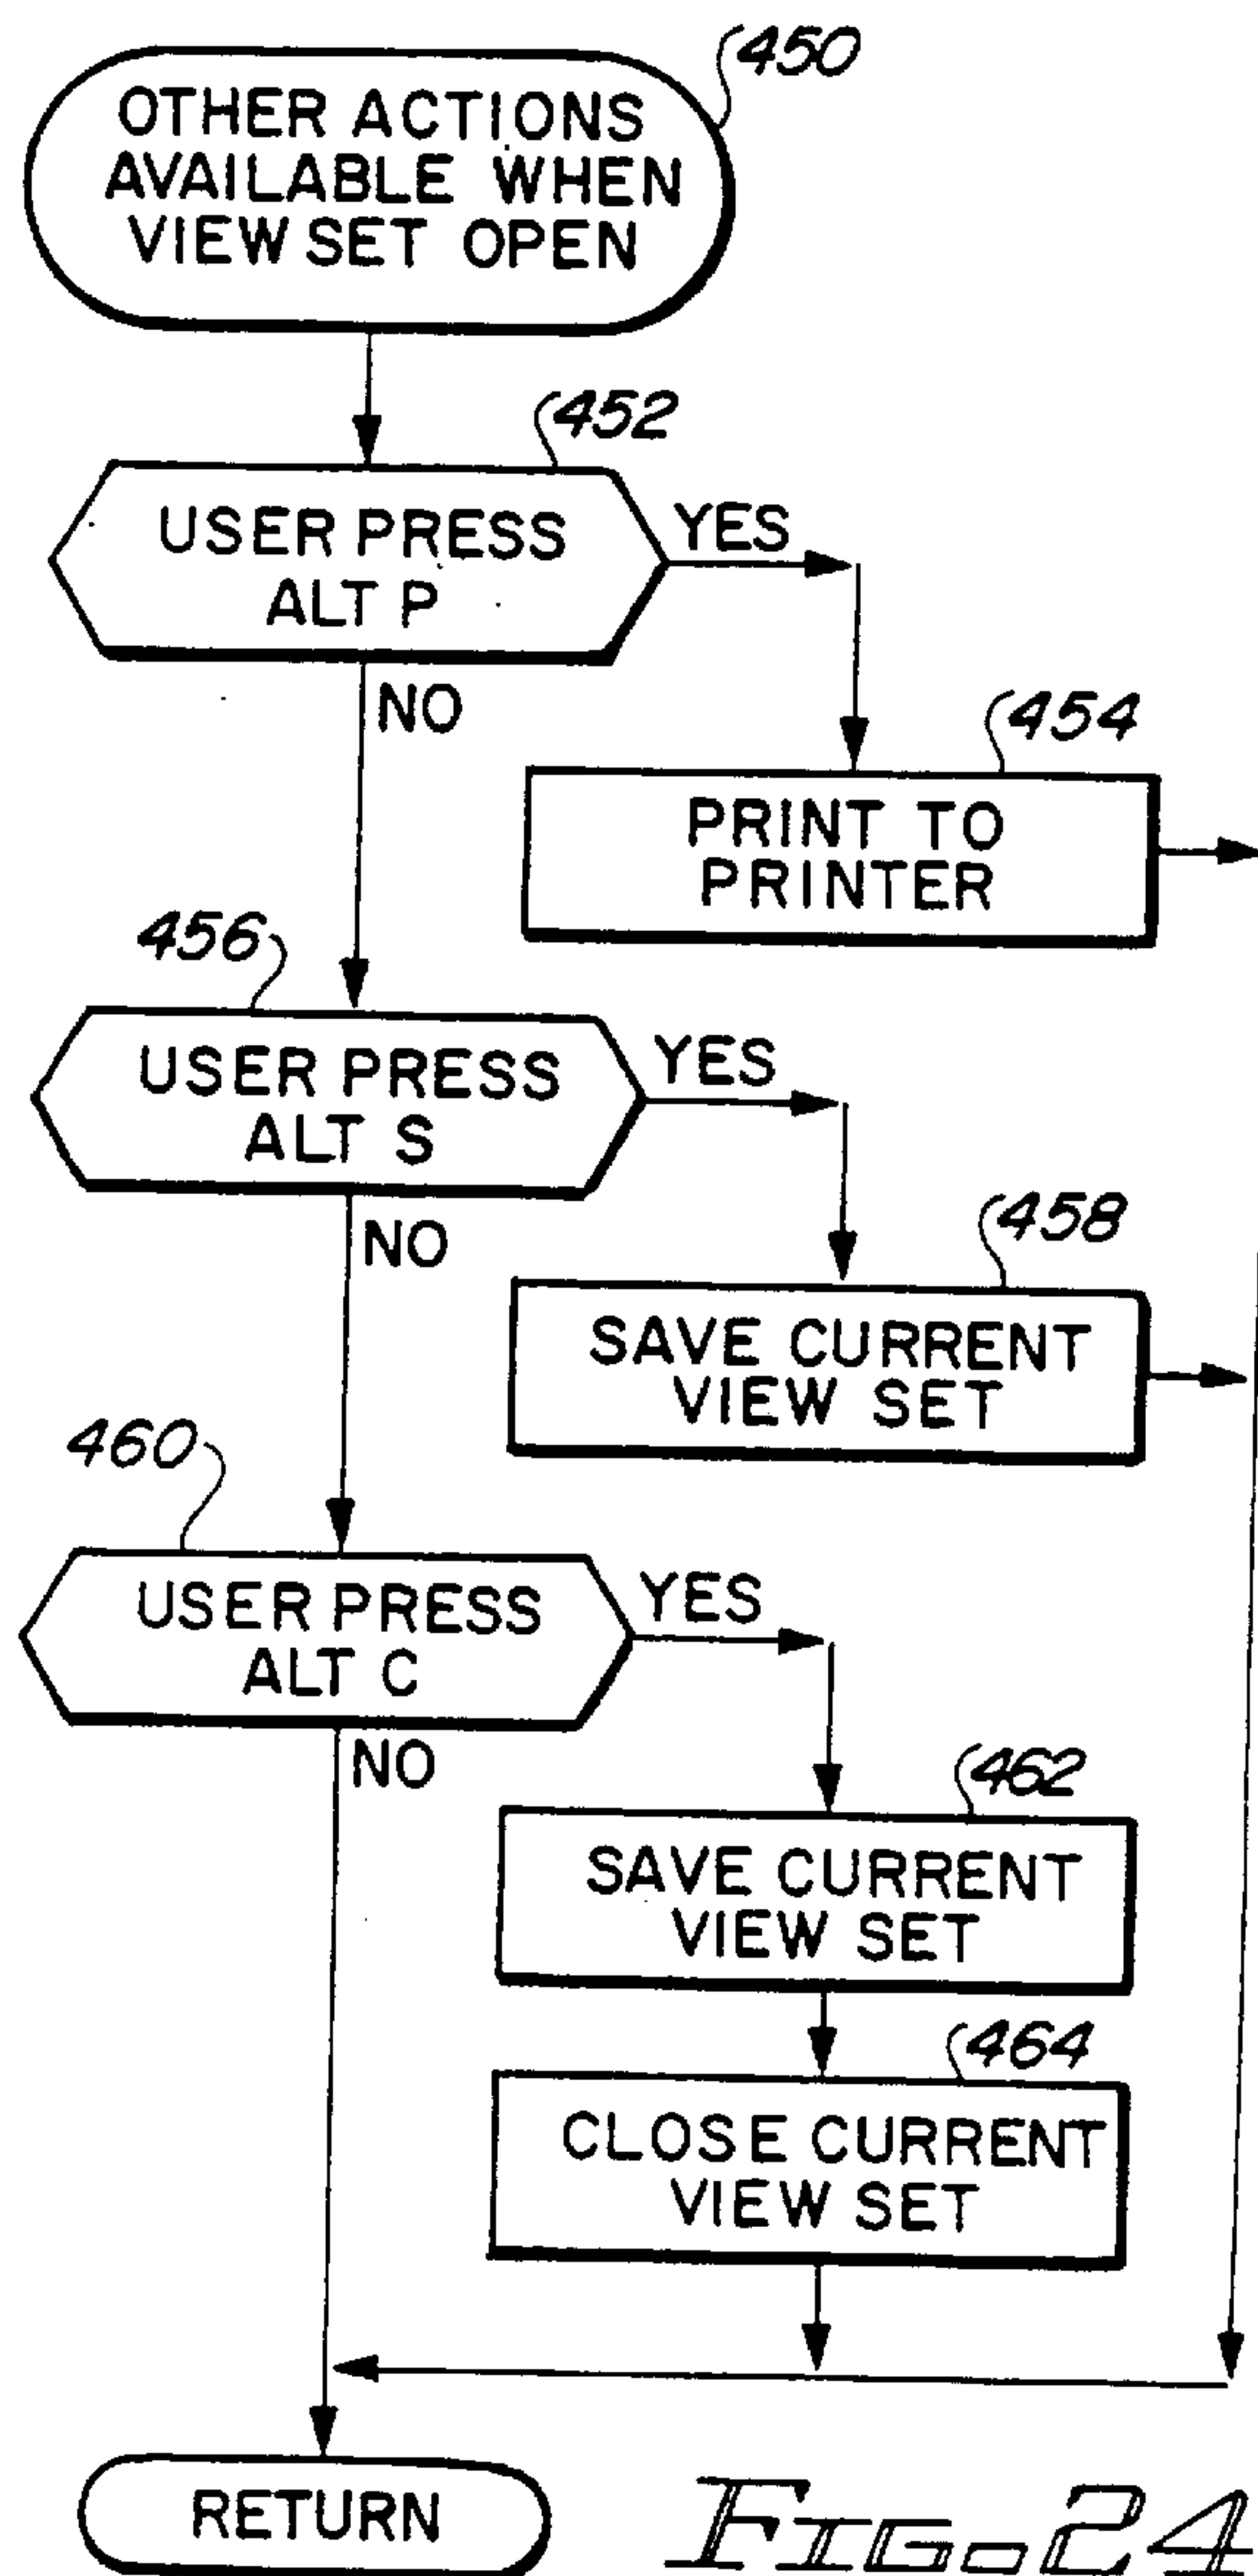 450
OTHER ACTIONS
AVAILABLE WHEN
VIEW SET OPEN
452
USER PRESS
ALT P
YES
NO
454
PRINT TO
PRINTER
456
USER PRESS
ALT S
YES
NO
458
SAVE CURRENT
VIEW SET
460
USER PRESS
ALT C
YES
NO
462
SAVE CURRENT
VIEW SET
464
CLOSE CURRENT
VIEW SET
RETURN
FIG. 24